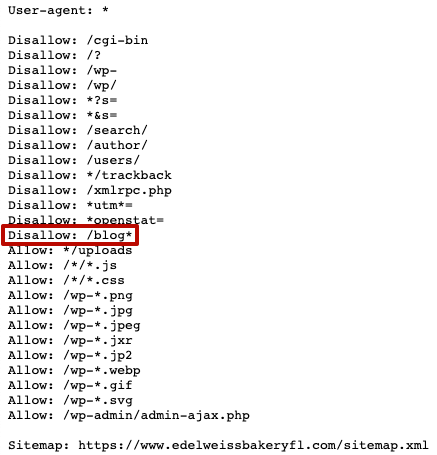 User-agent: *
Disallow: /cgi-bin
Disallow: /?
Disallow: /wp-
Disallow: /wp/
Disallow: *?s=
Disallow: *&s=
Disallow: /search/
Disallow: /author/
Disallow: /users/
Disallow: */trackback
Disallow: /xmlrpc.php
Disallow: *utm*=
Disallow: *openstat=
Disallow: /blog*
Allow: */uploads
Allow: /*/*.js
Allow: /*/*.css
Allow: /wp-*.png
Allow: /wp-*.jpg
Allow: /wp-*.jpeg
Allow: /wp-*.jxr
Allow: /wp-*.jp2
Allow: /wp-*.webp
Allow: /wp-*.gif
Allow: /wp-*.svg
Allow: /wp-admin/admin-ajax.php
Sitemap: https://www.edelweissbakeryfl.com/sitemap.xml